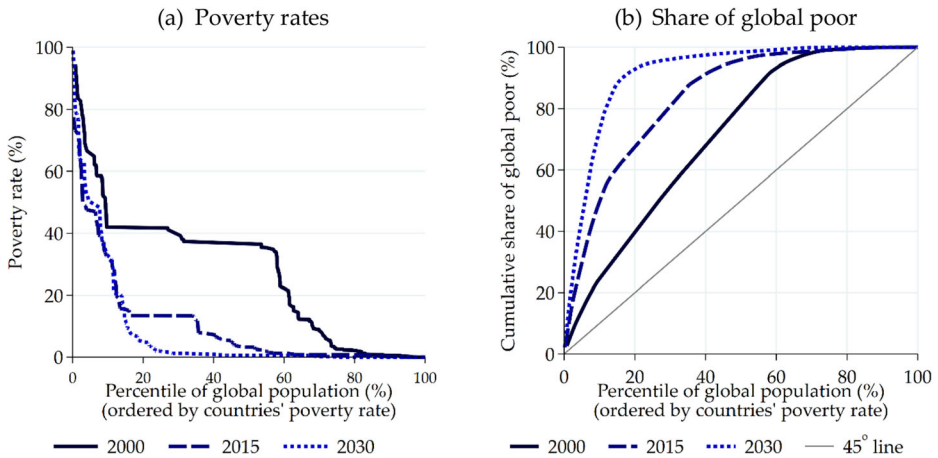 (a) Poverty rates
Poverty rate (%)
100
80
60
40
20
0
0 20 40 60 80 100
Percentile of global population (%)
(ordered by countries' poverty rate)
2000 2015 2030
(b) Share of global poor
Cumulative share of global poor (%)
100
80
60
40
20
0
0 20 40 60 80 100
Percentile of global population (%)
(ordered by countries' poverty rate)
2000 2015 2030 45° line